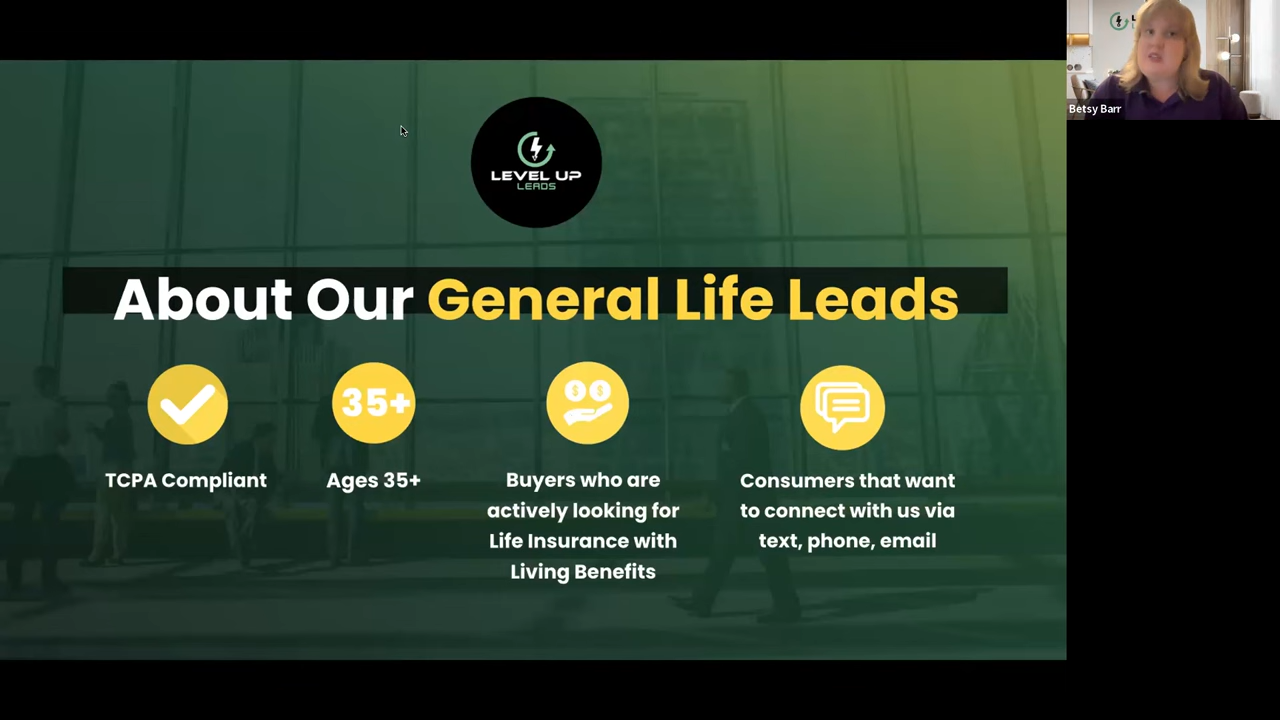 LEVEL UP
LEADS
About Our General Life Leads
35+
$ $
TCPA Compliant
Ages 35+
Buyers who are
actively looking for
Life Insurance with
Living Benefits
Consumers that want
to connect with us via
text, phone, email
Betsy Barr